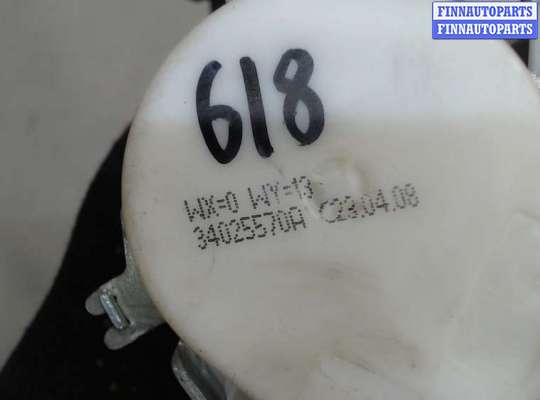 FINNAUTOPARTS
FINNAUTOPARTS
618
WX=0 WY=13
34025570A C23.04.08